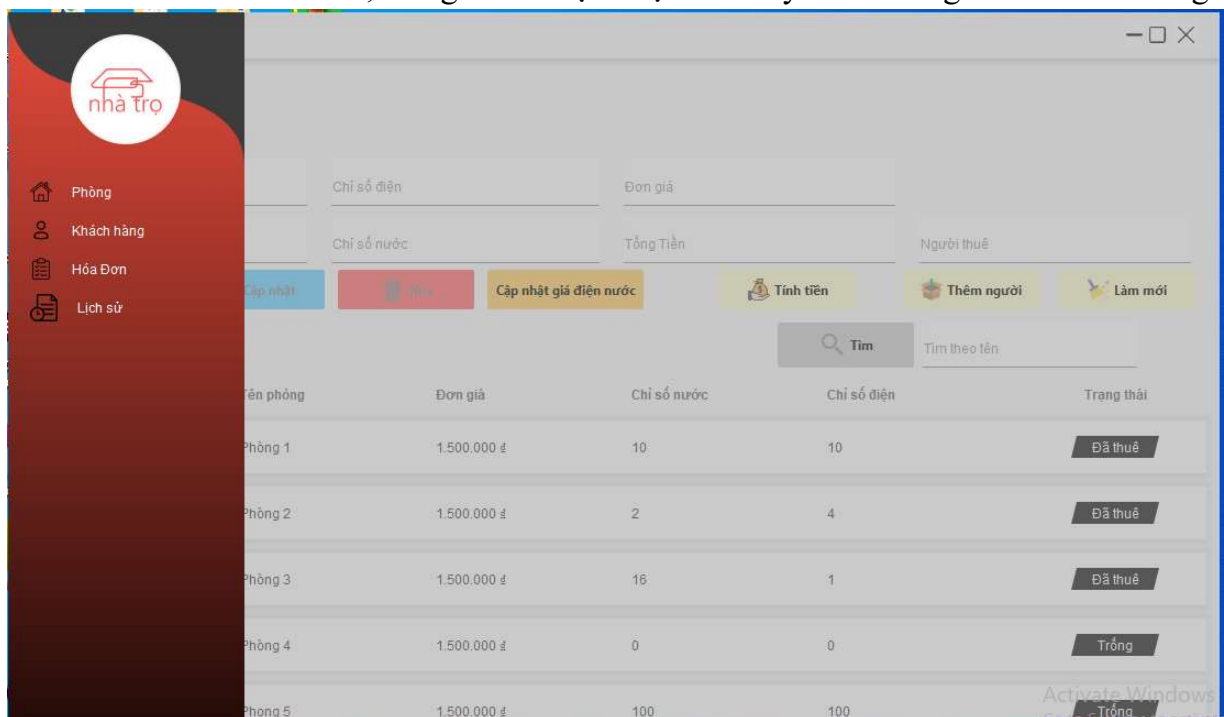 nhà trọ
Phòng
Khách hàng
Hóa Đơn
Lịch sử
Chỉ số điện Đơn giá
Chỉ số nước Tổng Tiền Người thuê
Cập nhật Cập nhật giá điện nước Tính tiền Thêm người Làm mới
Tìm Tìm theo tên
Tên phòng Đơn giá Chỉ số nước Chỉ số điện Trạng thái
Phòng 1 1.500.000 ₫ 10 10 Đã thuê
Phòng 2 1.500.000 ₫ 2 4 Đã thuê
Phòng 3 1.500.000 ₫ 16 1 Đã thuê
Phòng 4 1.500.000 ₫ 0 0 Trống
Phong 5 1.500.000 ₫ 100 100 Trống
Activate Windows